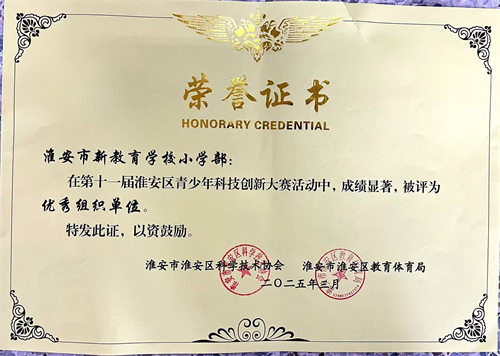 荣誉证书
HONORARY CREDENTIAL
淮安市新教育学校小学部：
在第十一届淮安区青少年科技创新大赛活动中，成绩显著，被评为
优秀组织单位。
特发此证，以资鼓励。
淮安市淮安区科学技术协会 淮安市淮安区教育体育局
二〇二五年三月